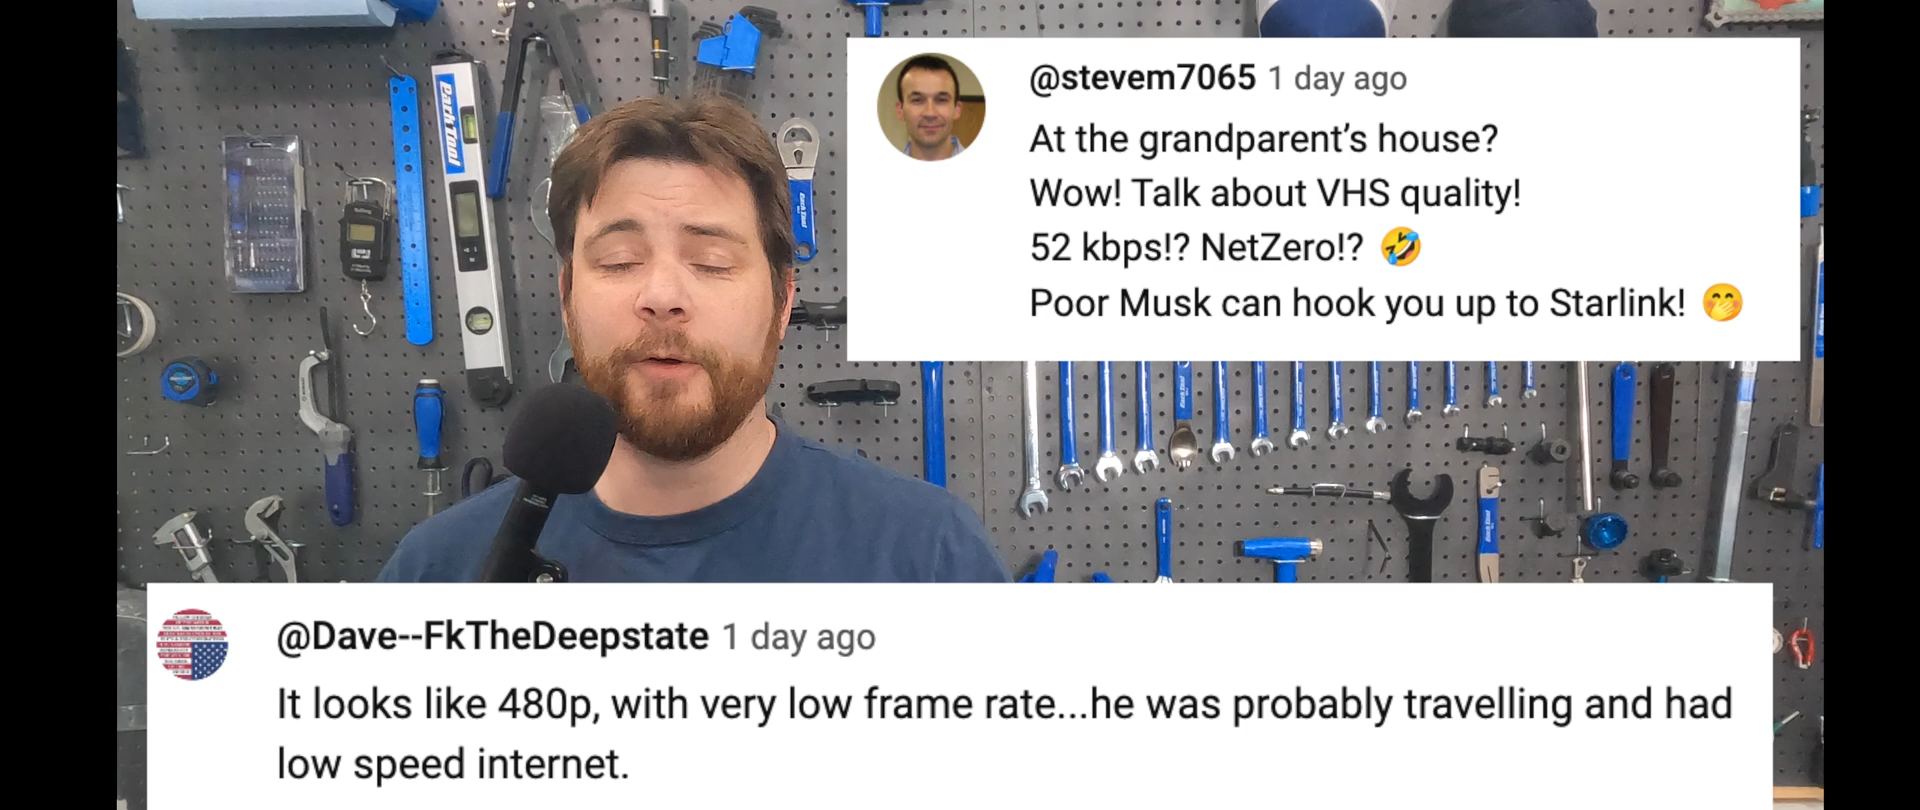 @stevem7065 1 day ago
At the grandparent’s house?
Wow! Talk about VHS quality!
52 kbps!? NetZero!? 🤣
Poor Musk can hook you up to Starlink! 🤭
ParkTool
ParkTool
@Dave--FkTheDeepstate 1 day ago
It looks like 480p, with very low frame rate...he was probably travelling and had
low speed internet.